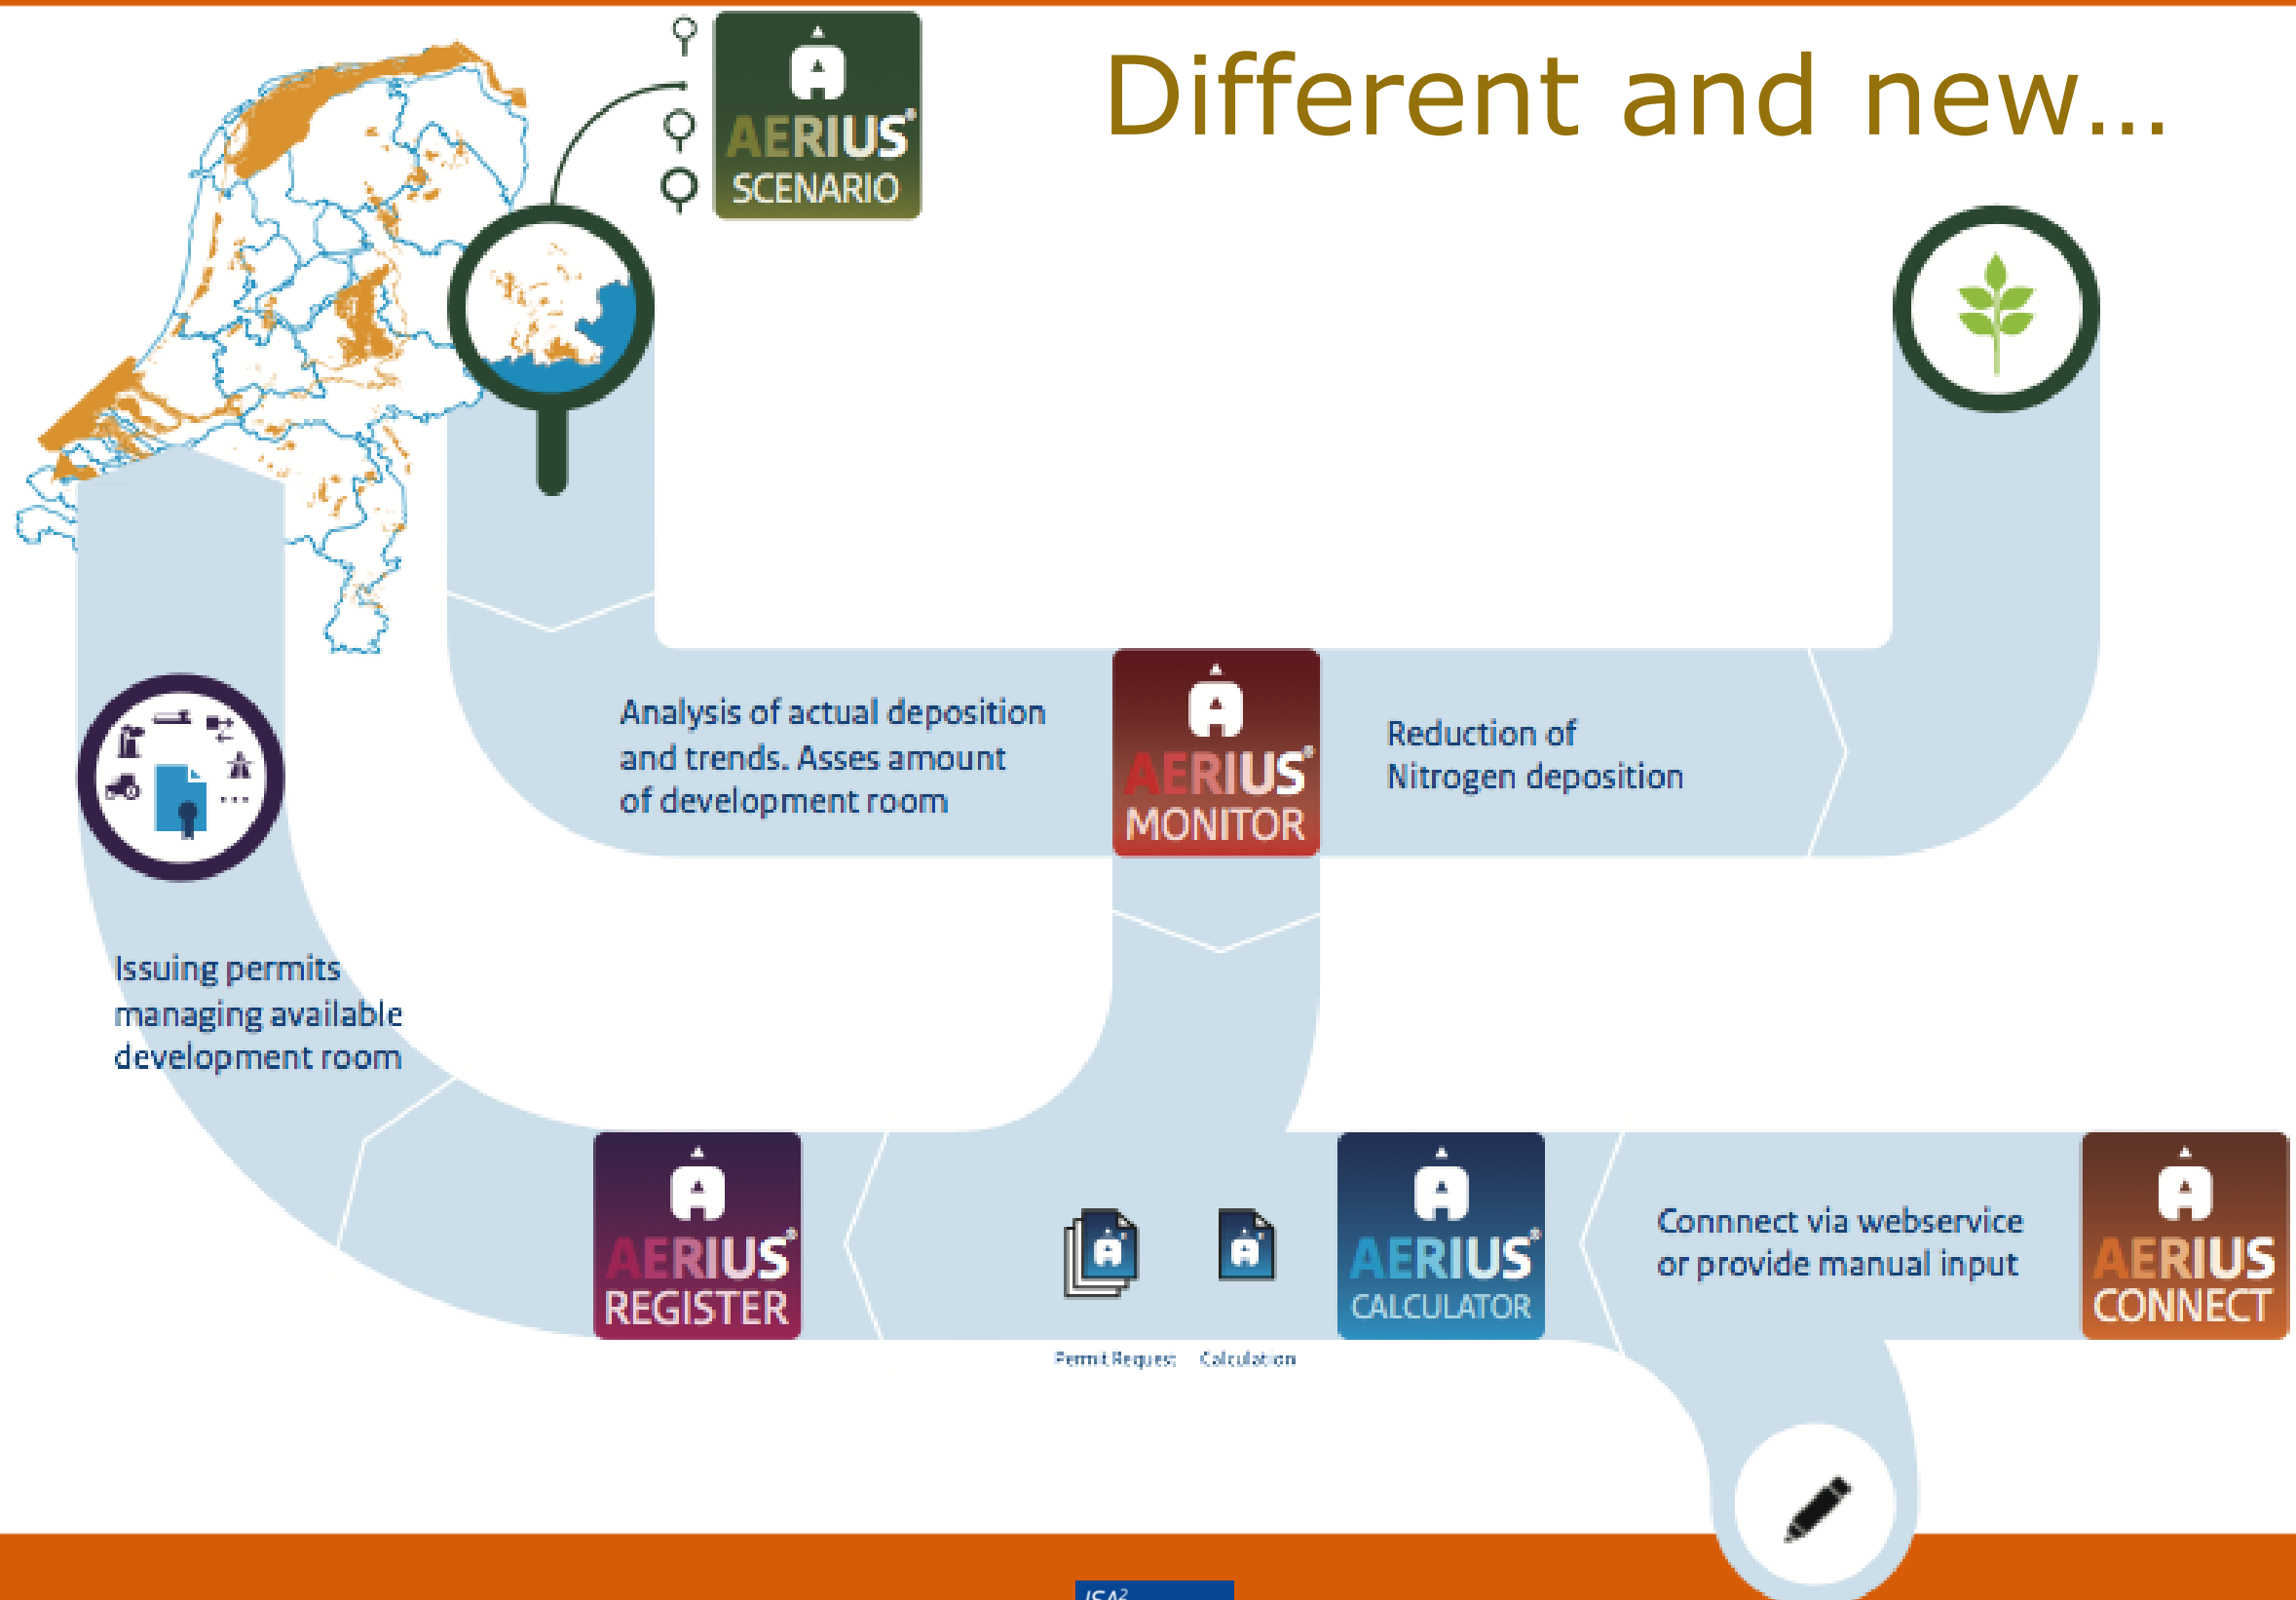 Different and new...
AERIUS®
SCENARIO
Analysis of actual deposition
and trends. Asses amount
of development room
AERIUS®
MONITOR
Reduction of
Nitrogen deposition
Issuing permits
managing available
development room
AERIUS®
REGISTER
Permit Request
Calculation
AERIUS®
CALCULATOR
Connnect via webservice
or provide manual input
AERIUS
CONNECT
ISA²